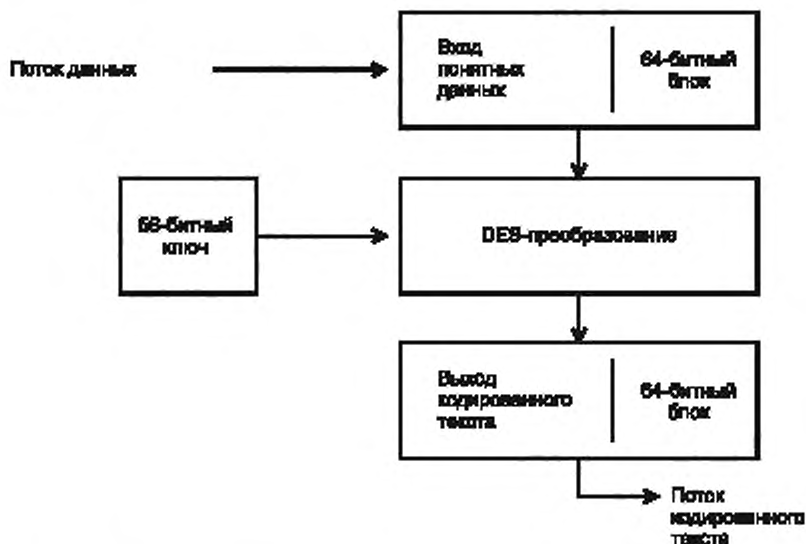 Поток данных
Вход
понятных
данных
64-битный
блок
56-битный
ключ
DES-преобразование
Выход
кодированного
текста
64-битный
блок
Поток
кодированного
текста